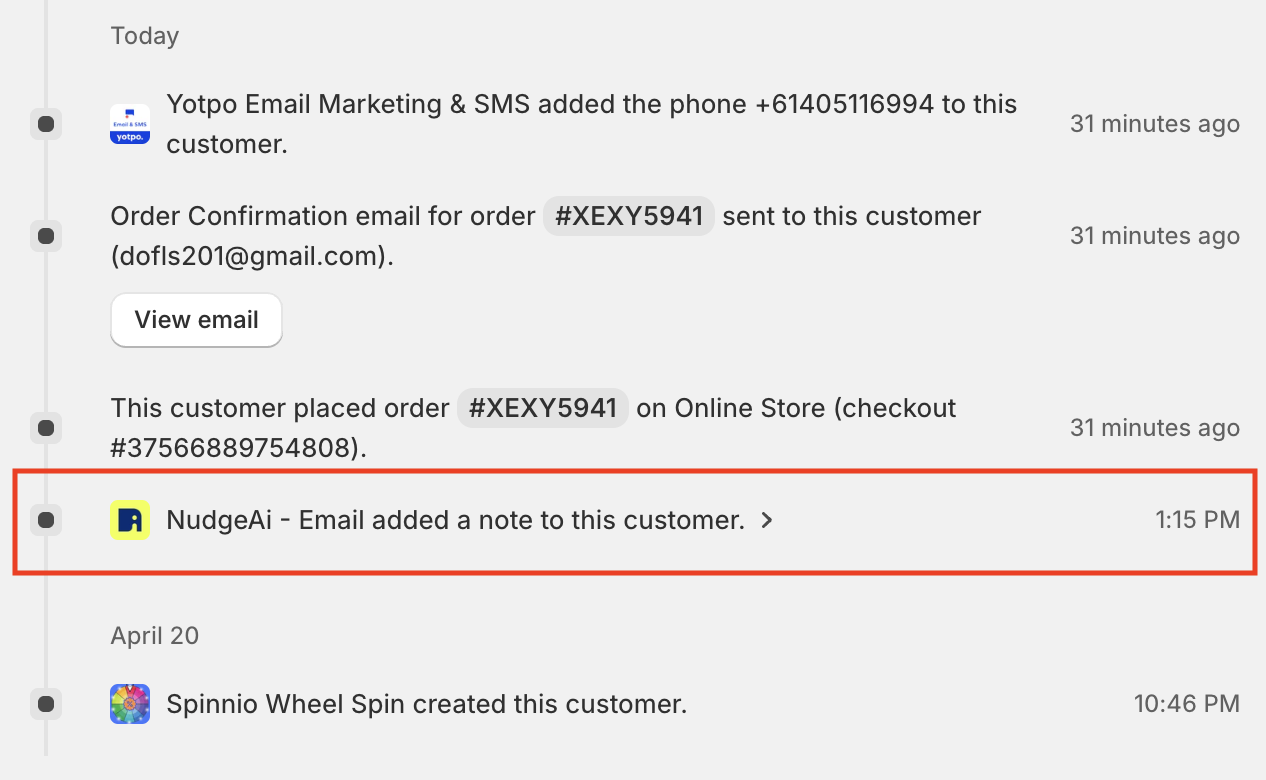 Today
Yotpo Email Marketing & SMS added the phone +61405116994 to this
customer.
31 minutes ago
Email & SMS
yotpo.
Order Confirmation email for order #XEXY5941 sent to this customer
(dofls201@gmail.com).
31 minutes ago
View email
This customer placed order #XEXY5941 on Online Store (checkout
#37566889754808).
31 minutes ago
NudgeAi - Email added a note to this customer.
1:15 PM
April 20
Spinnio Wheel Spin created this customer.
10:46 PM